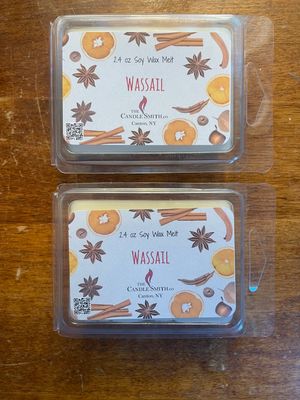 2.4 oz Soy Wax Melt
WASSAIL
THE
CANDLE SMITH CO
Canton, NY
2.4 oz Soy Wax Melt
WASSAIL
THE
CANDLE SMITH CO
Canton, NY